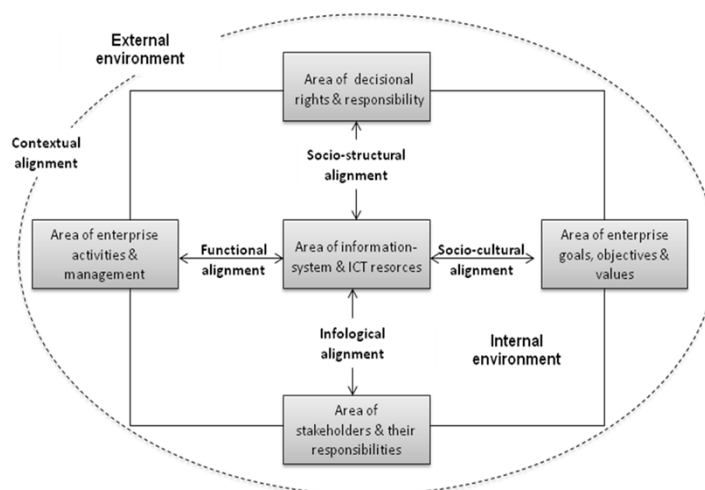 External
environment
Area of decisional
rights & responsibility
Contextual
alignment
Socio-structural
alignment
Area of enterprise
activities &
management
Functional
alignment
Area of information-
system & ICT resorces
Socio-cultural
alignment
Area of enterprise
goals, objectives &
values
Infological
alignment
Internal
environment
Area of
stakeholders & their
responsibilities